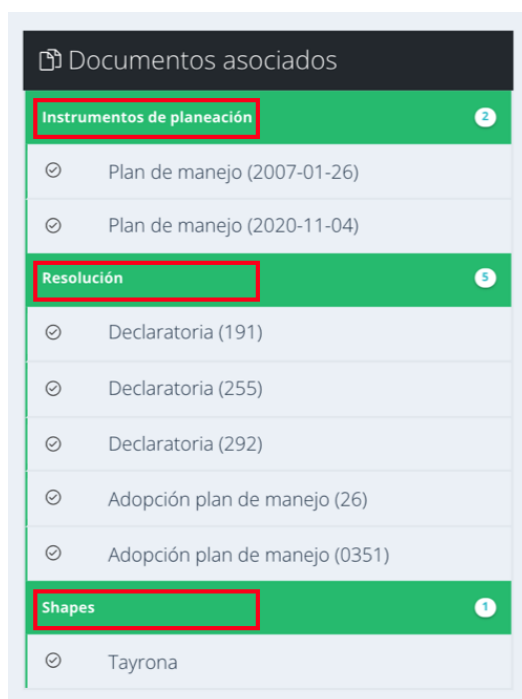 Documentos asociados
Instrumentos de planeación 2
Plan de manejo (2007-01-26)
Plan de manejo (2020-11-04)
Resolución 5
Declaratoria (191)
Declaratoria (255)
Declaratoria (292)
Adopción plan de manejo (26)
Adopción plan de manejo (0351)
Shapes 1
Tayrona